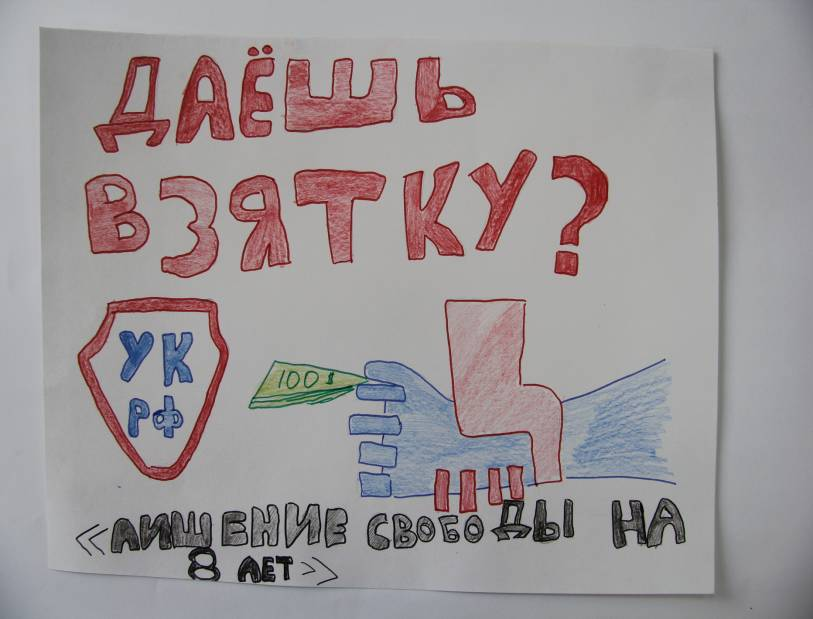 ДАЁШЬ
ВЗЯТКУ?
УК
РФ
100$
«ЛИШЕНИЕ СВОБОДЫ НА
8 ЛЕТ»